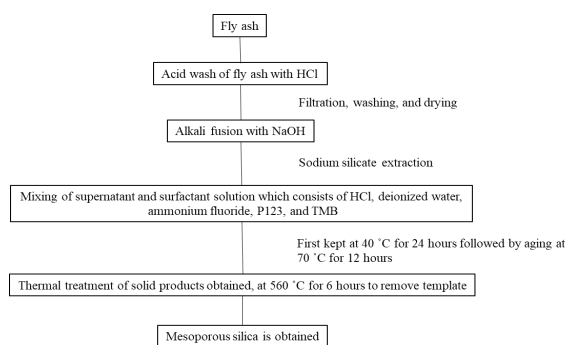 Fly ash
Acid wash of fly ash with HCl
Filtration, washing, and drying
Alkali fusion with NaOH
Sodium silicate extraction
Mixing of supernatant and surfactant solution which consists of HCl, deionized water,
ammonium fluoride, P123, and TMB
First kept at 40 ˚C for 24 hours followed by aging at
70 ˚C for 12 hours
Thermal treatment of solid products obtained, at 560 ˚C for 6 hours to remove template
Mesoporous silica is obtained